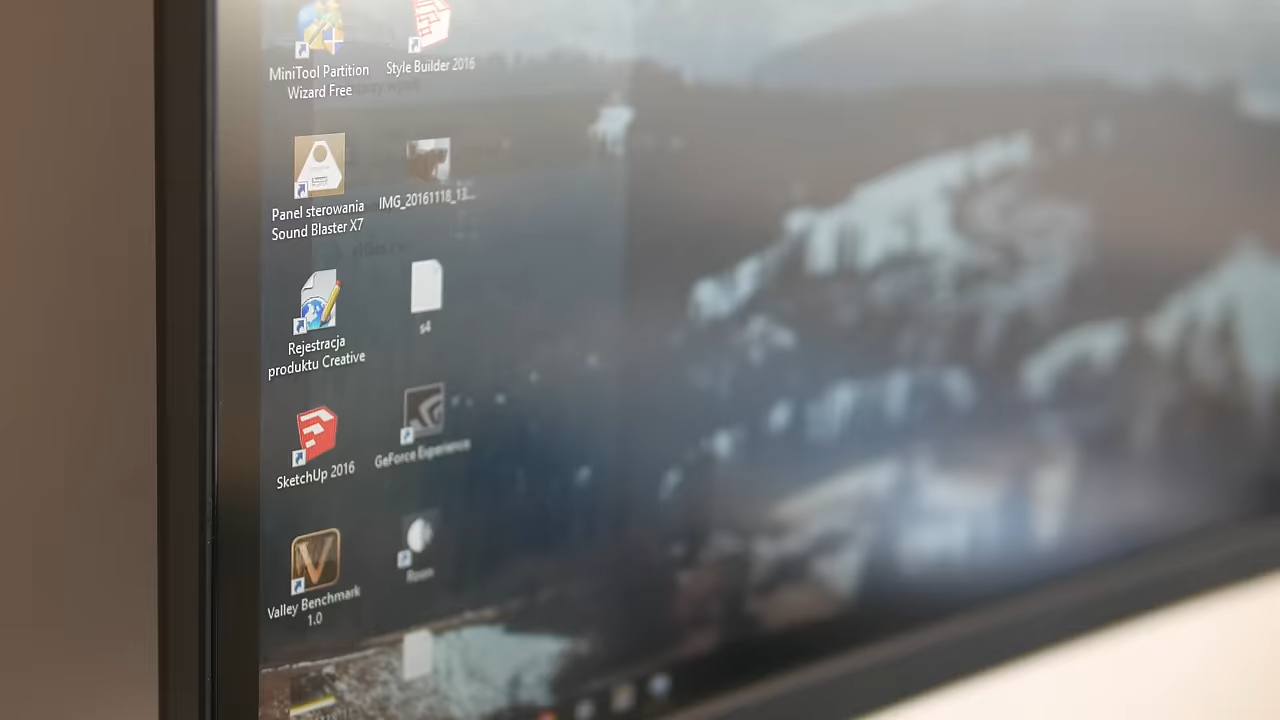 MiniTool Partition
Wizard Free
Style Builder 2016
Panel sterowania
Sound Blaster X7
IMG_20161118_13...
Rejestracja
produktu Creative
s4
SketchUp 2016
GeForce Experience
Valley Benchmark
1.0
Roon